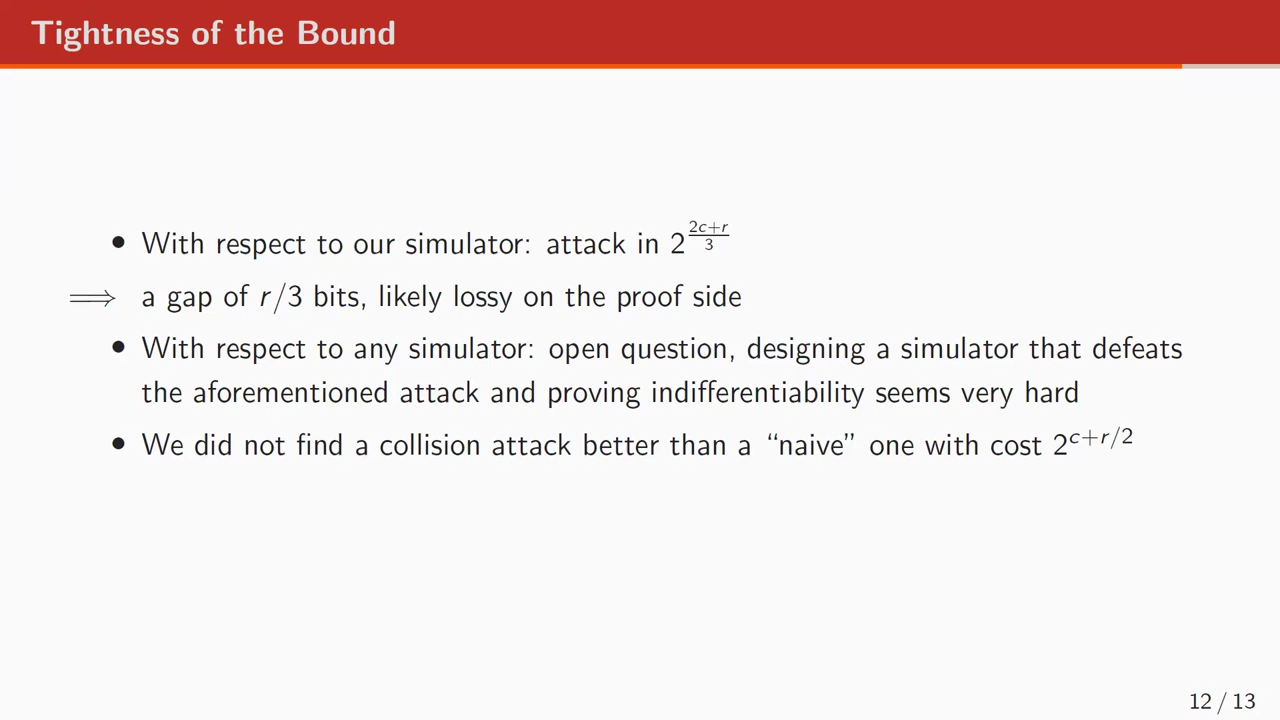 Tightness of the Bound
• With respect to our simulator: attack in $2^{\frac{2c+r}{3}}$
⟹ a gap of r/3 bits, likely lossy on the proof side
• With respect to any simulator: open question, designing a simulator that defeats
the aforementioned attack and proving indifferentiability seems very hard
• We did not find a collision attack better than a “naive” one with cost $2^{c+r/2}$
12 / 13